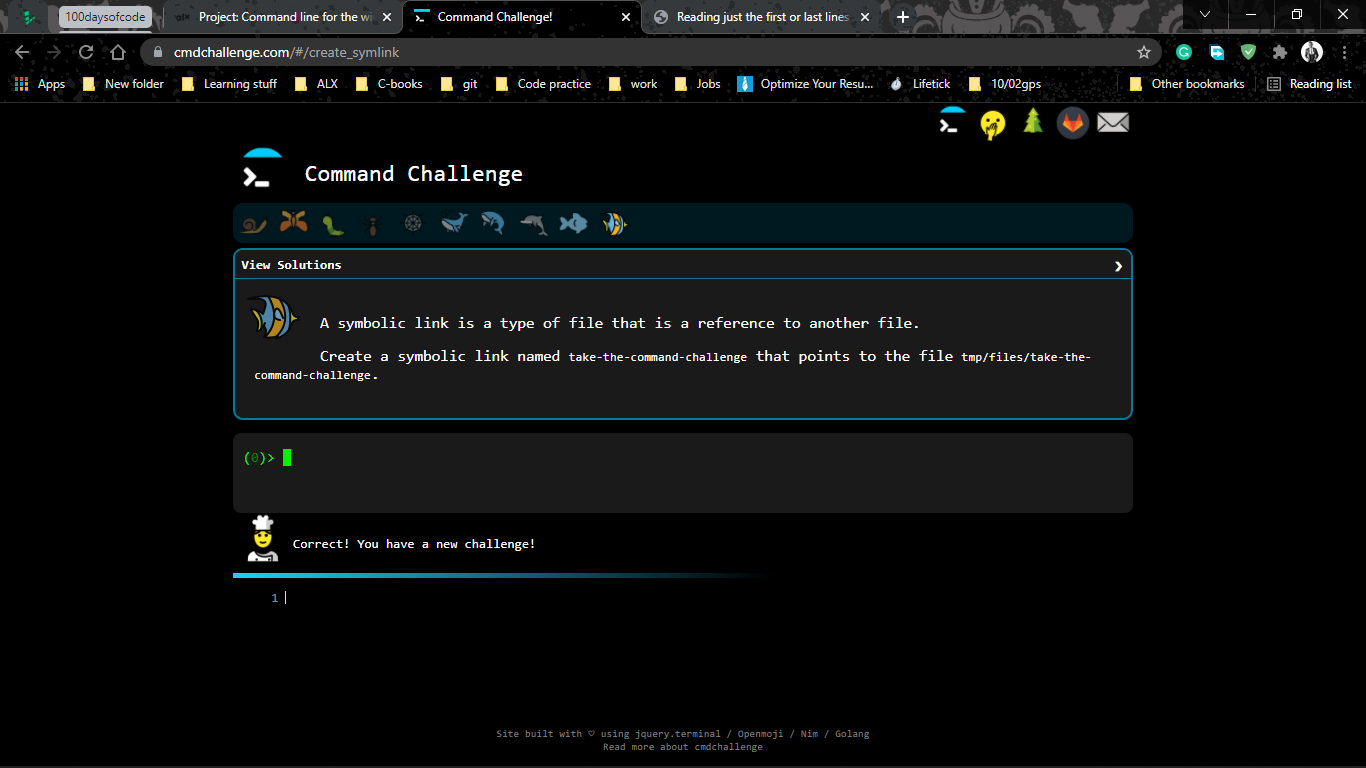 100daysofcode
Project: Command line for the wi
Command Challenge!
Reading just the first or last lines
cmdchallenge.com/#/create_symlink
Apps
New folder
Learning stuff
ALX
C-books
git
Code practice
work
Jobs
Optimize Your Resu...
Lifetick
10/02gps
Other bookmarks
Reading list
Command Challenge
View Solutions
A symbolic link is a type of file that is a reference to another file.
Create a symbolic link named take-the-command-challenge that points to the file tmp/files/take-the-
command-challenge.
(0)>
Correct! You have a new challenge!
1
Site built with ♡ using jquery.terminal / Openmoji / Nim / Golang
Read more about cmdchallenge